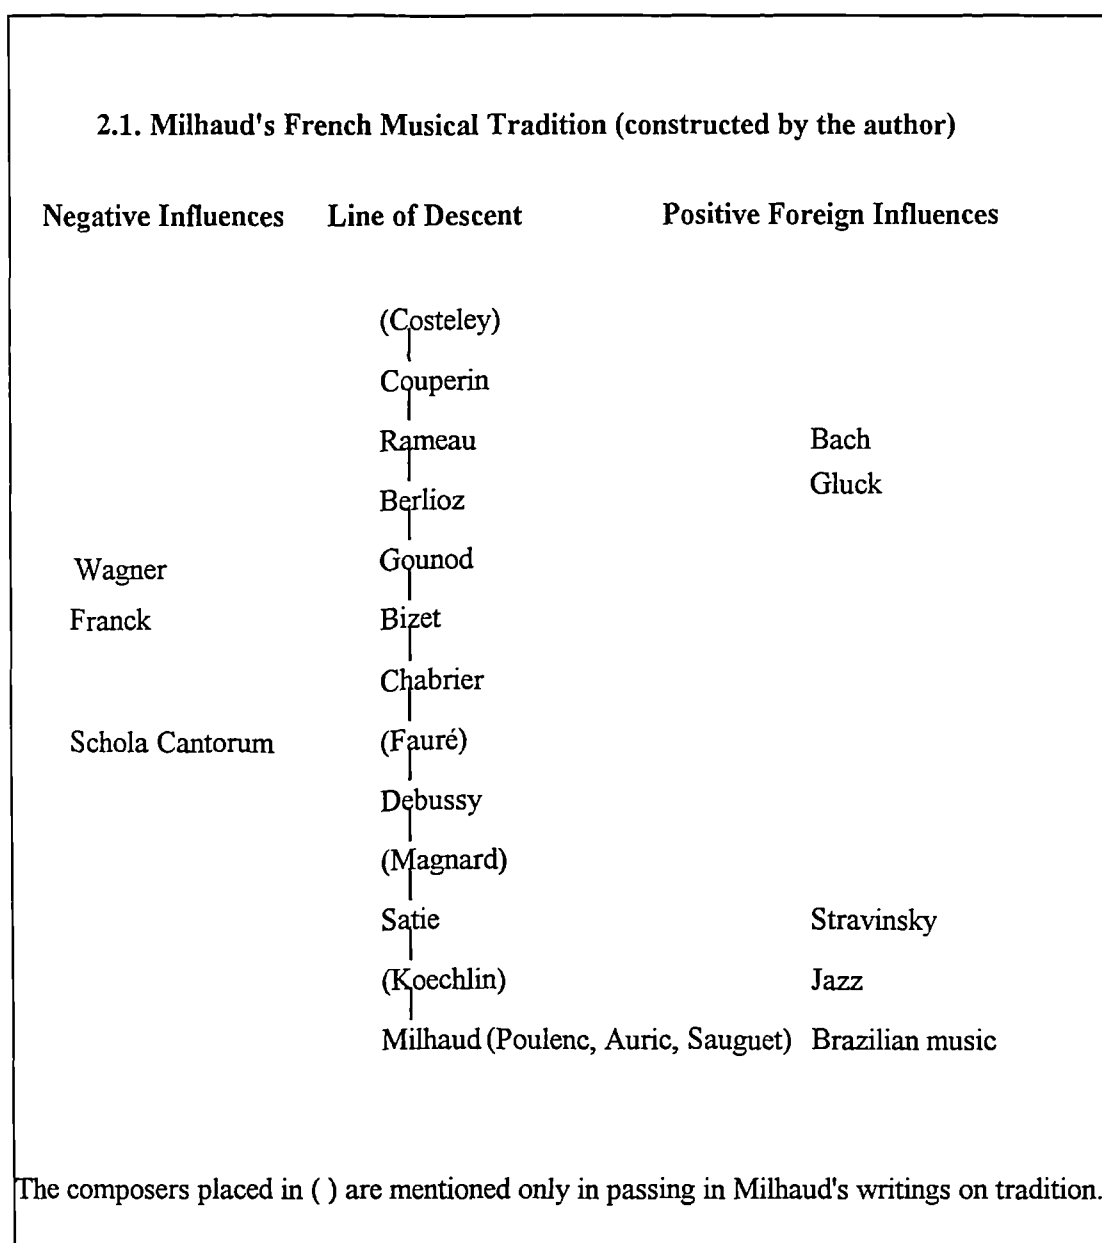 2.1. Milhaud's French Musical Tradition (constructed by the author)
Negative Influences Line of Descent Positive Foreign Influences
(Costeley)
Couperin
Rameau Bach
Gluck
Berlioz
Wagner Gounod
Franck Bizet
Chabrier
Schola Cantorum (Fauré)
Debussy
(Magnard)
Satie Stravinsky
(Koechlin) Jazz
Milhaud (Poulenc, Auric, Sauguet) Brazilian music
The composers placed in ( ) are mentioned only in passing in Milhaud's writings on tradition.